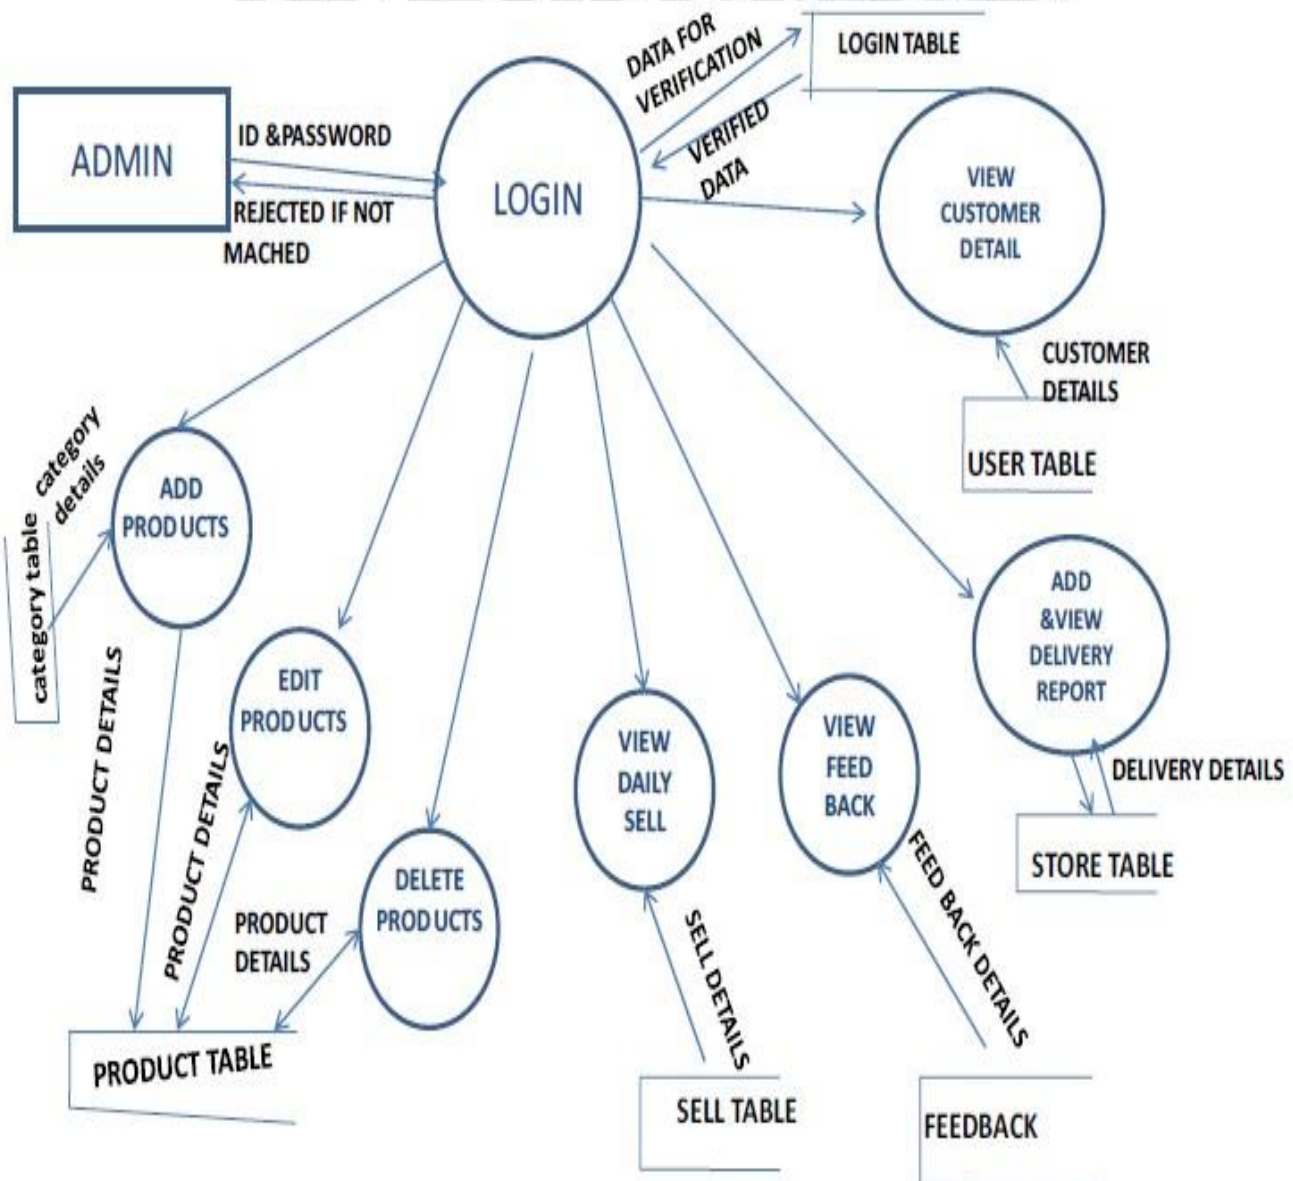 DATA FOR
VERIFICATION
LOGIN TABLE
ADMIN
ID &PASSWORD
LOGIN
VERIFIED
DATA
VIEW
CUSTOMER
DETAIL
REJECTED IF NOT
MACHED
CUSTOMER
DETAILS
USER TABLE
category
details
category table
ADD
PRODUCTS
ADD
&VIEW
DELIVERY
REPORT
PRODUCT DETAILS
EDIT
PRODUCTS
PRODUCT DETAILS
VIEW
DAILY
SELL
VIEW
FEED
BACK
DELIVERY DETAILS
STORE TABLE
DELETE
PRODUCTS
PRODUCT
DETAILS
SELL DETAILS
FEED BACK DETAILS
PRODUCT TABLE
SELL TABLE
FEEDBACK